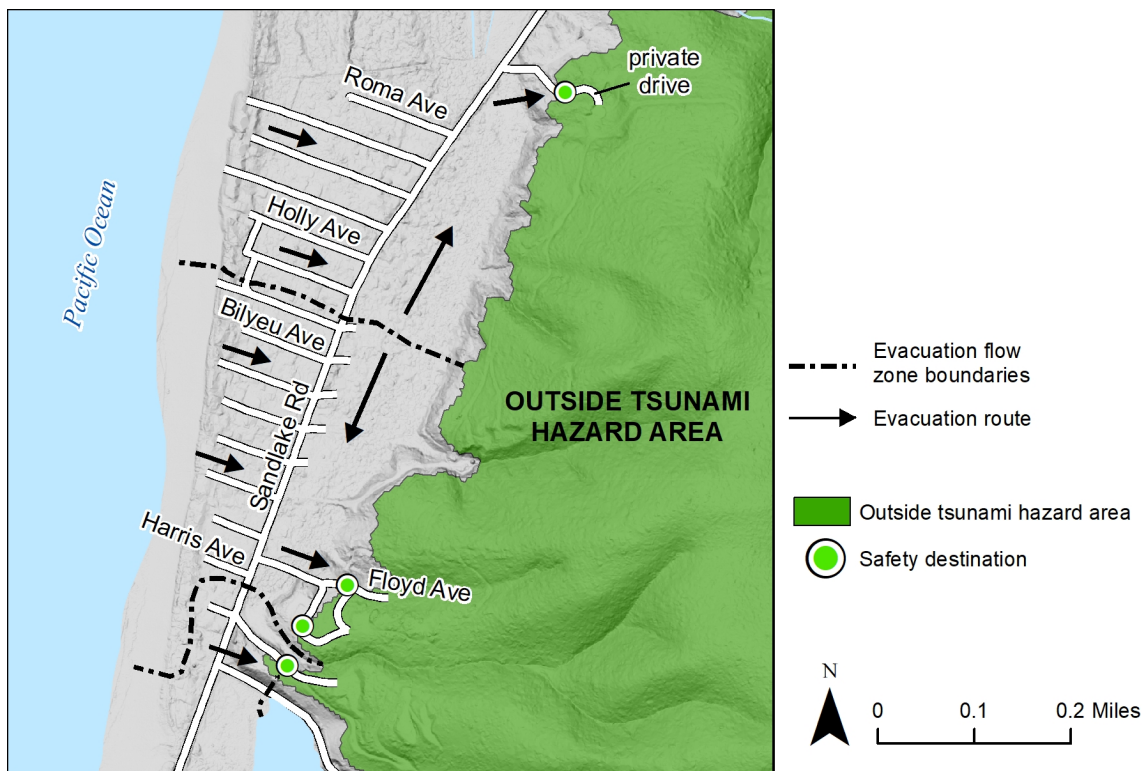 private
drive
Roma Ave
Pacific Ocean
Holly Ave
Bilyeu Ave
OUTSIDE TSUNAMI
HAZARD AREA
Sandlake Rd
Harris Ave
Floyd Ave
Evacuation flow
zone boundaries
Evacuation route
Outside tsunami hazard area
Safety destination
N
0 0.1 0.2 Miles